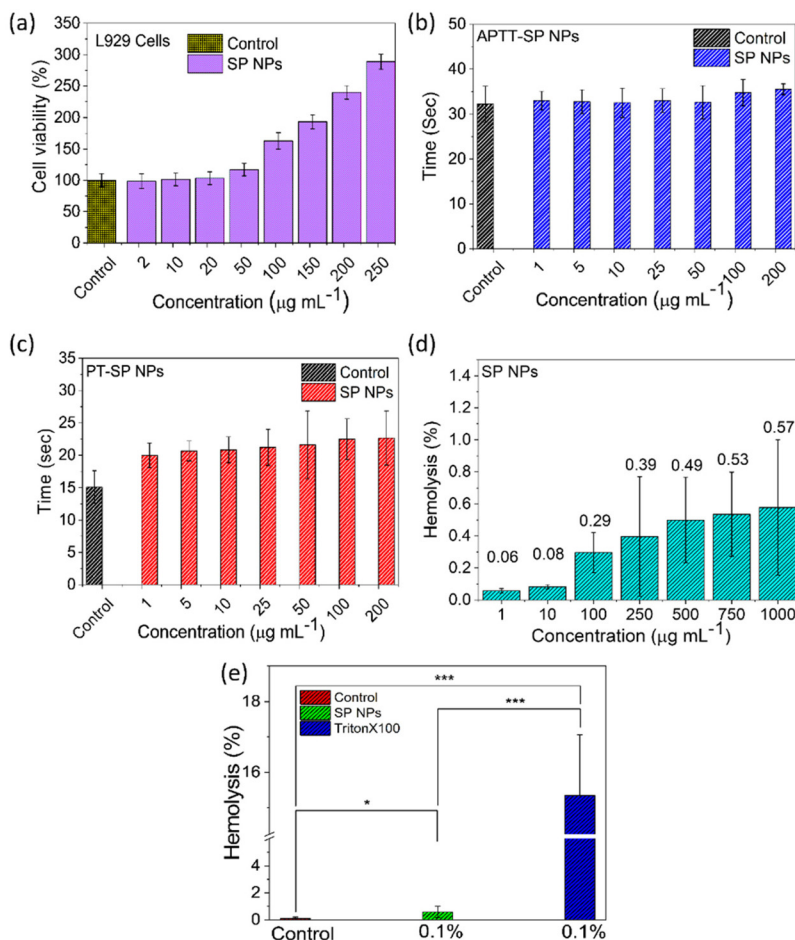 (a)
L929 Cells
Control
SP NPs
Cell viability (%)
350
300
250
200
150
100
50
0
Control
2
10
20
50
100
150
200
250
Concentration (µg mL⁻¹)
(b)
APTT-SP NPs
Control
SP NPs
Time (Sec)
50
40
30
20
10
0
Control
1
5
10
25
50
100
200
Concentration (µg mL⁻¹)
(c)
PT-SP NPs
Control
SP NPs
Time (sec)
35
30
25
20
15
10
5
0
Control
1
5
10
25
50
100
200
Concentration (µg mL⁻¹)
(d)
SP NPs
Hemolysis (%)
1.4
1.2
1.0
0.8
0.6
0.4
0.2
0.0
0.06
0.08
0.29
0.39
0.49
0.53
0.57
1
10
100
250
500
750
1000
Concentration (µg mL⁻¹)
(e)
Control
SP NPs
TritonX100
Hemolysis (%)
18
16
4
2
0
***
***
*
Control
0.1%
0.1%